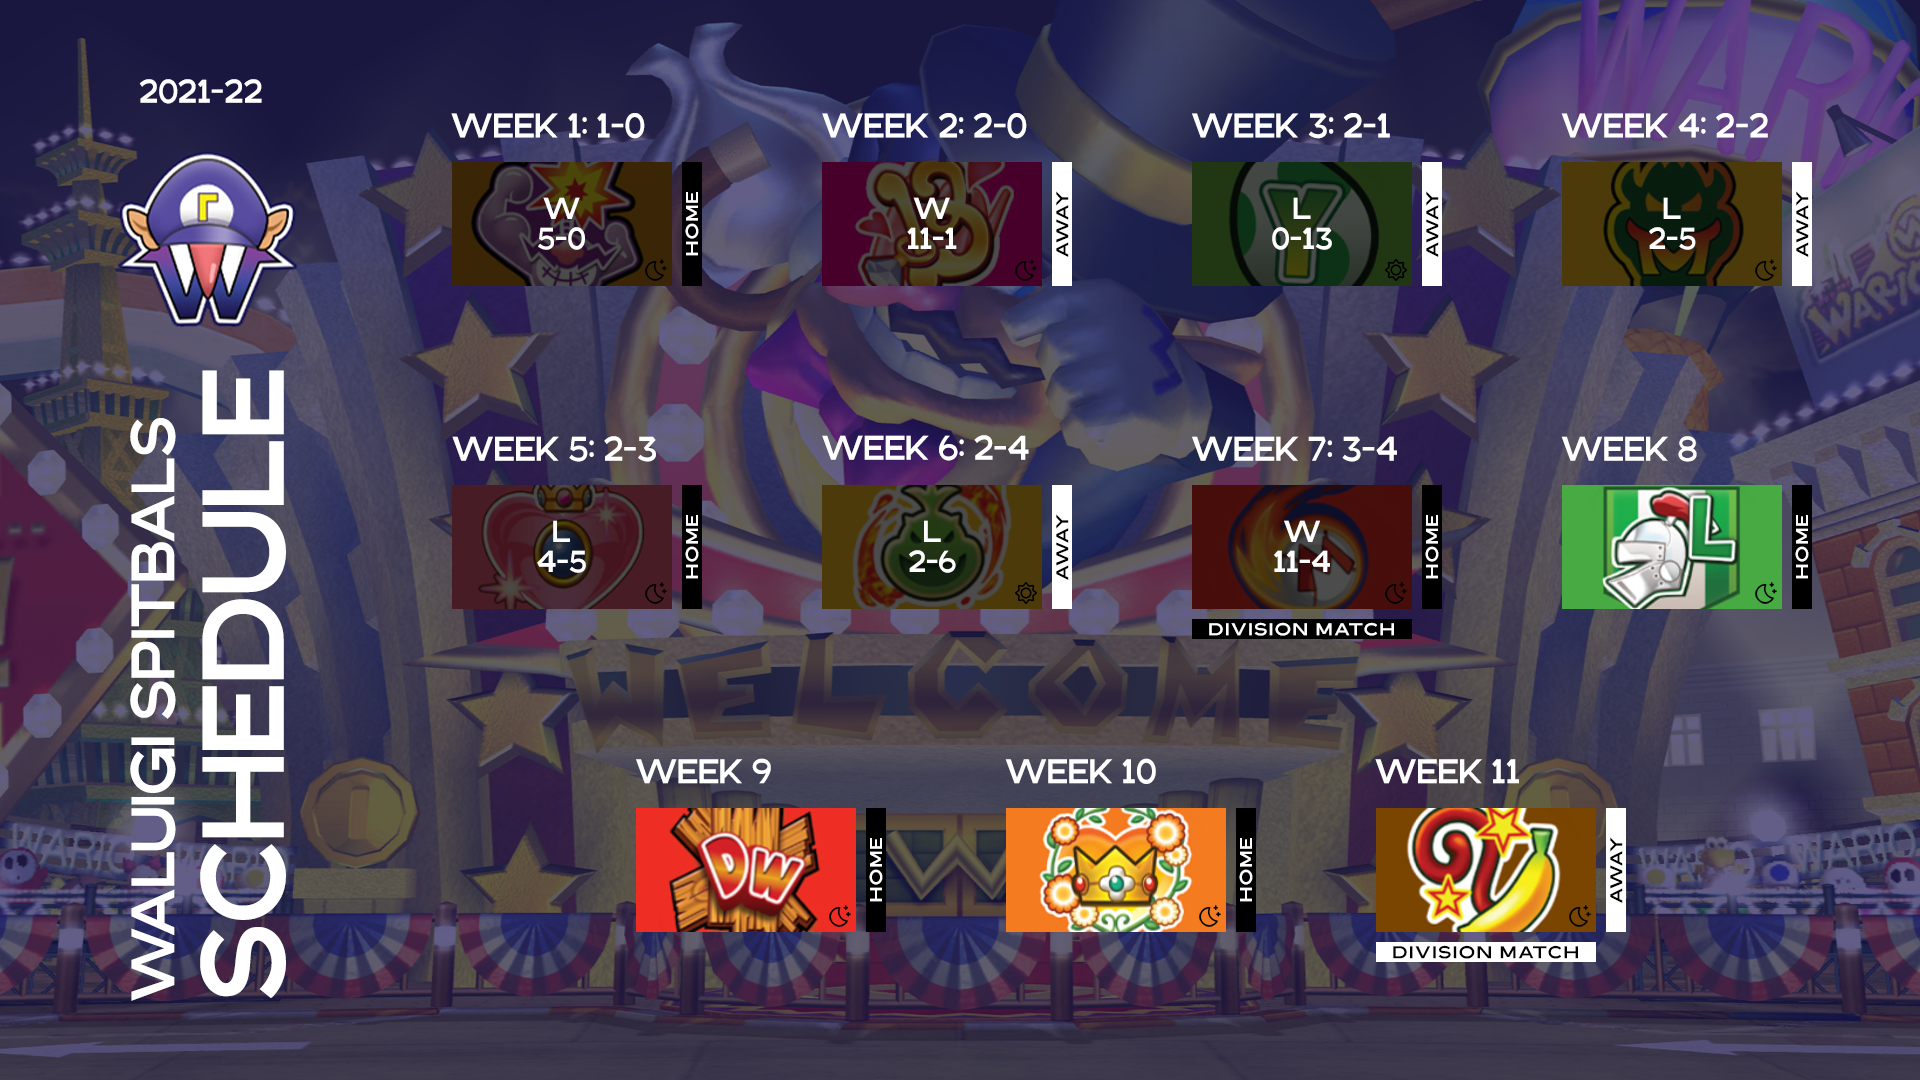 2021-22
WALUIGI SPITBALS
SCHEDULE
WEEK 1: 1-0
W
5-0
HOME
WEEK 2: 2-0
W
11-1
AWAY
WEEK 3: 2-1
L
0-13
AWAY
WEEK 4: 2-2
L
2-5
AWAY
WEEK 5: 2-3
L
4-5
HOME
WEEK 6: 2-4
L
2-6
AWAY
WEEK 7: 3-4
W
11-4
HOME
DIVISION MATCH
WEEK 8
L
HOME
WEEK 9
DW
HOME
WEEK 10
HOME
WEEK 11
AWAY
DIVISION MATCH
WELCOME
WARIO